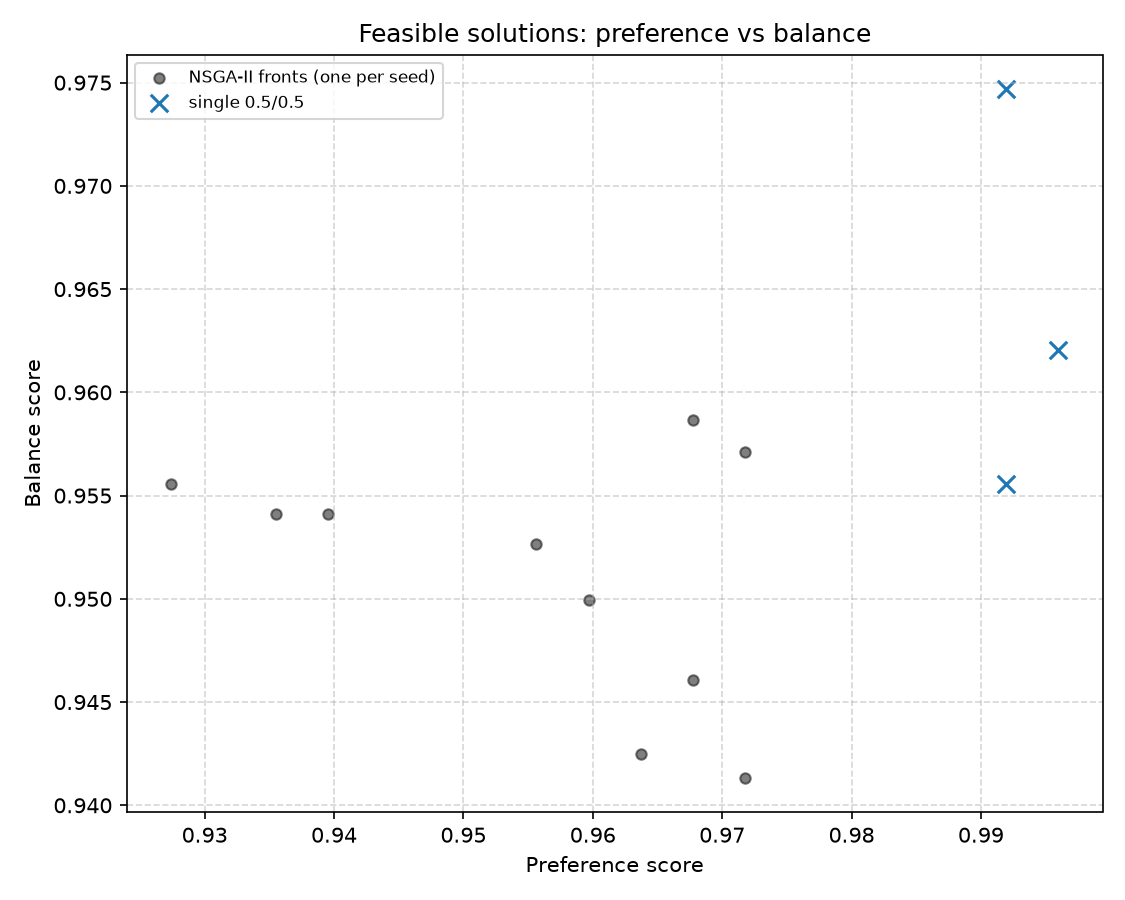 Feasible solutions: preference vs balance
NSGA-II fronts (one per seed)
single 0.5/0.5
0.975
0.970
0.965
0.960
0.955
0.950
0.945
0.940
Balance score
0.93 0.94 0.95 0.96 0.97 0.98 0.99
Preference score